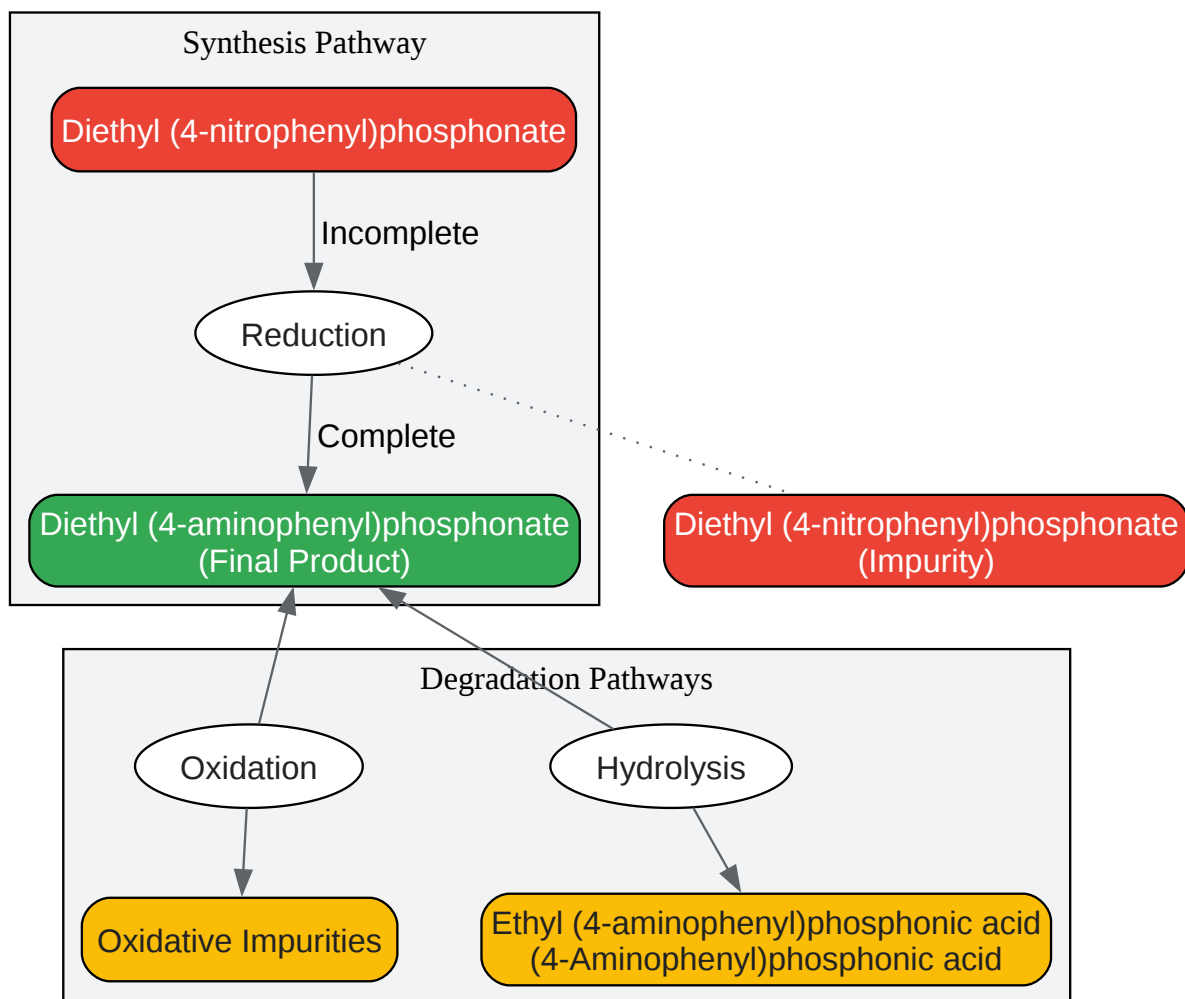 Synthesis Pathway
Diethyl (4-nitrophenyl)phosphonate
Incomplete
Reduction
Complete
Diethyl (4-aminophenyl)phosphonate
(Final Product)
Diethyl (4-nitrophenyl)phosphonate
(Impurity)
Degradation Pathways
Oxidation
Hydrolysis
Oxidative Impurities
Ethyl (4-aminophenyl)phosphonic acid
(4-Aminophenyl)phosphonic acid